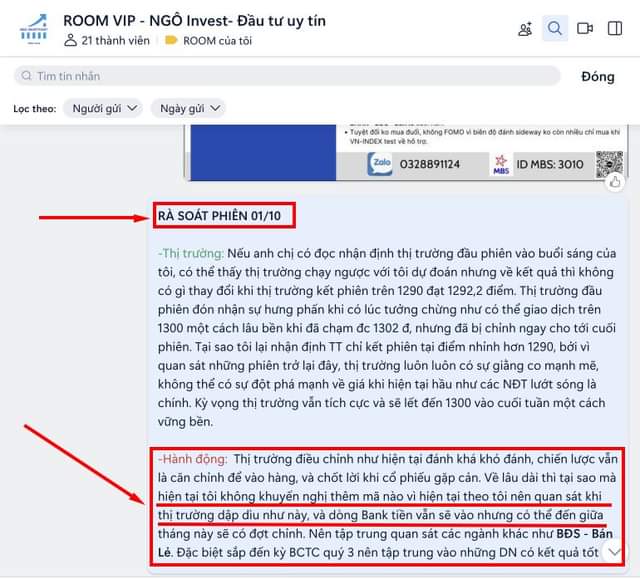 ROOM VIP - NGÔ Invest- Đầu tư uy tín
21 thành viên
ROOM của tôi
Tìm tin nhắn
Đóng
Lọc theo:
Người gửi
Ngày gửi
• Tuyệt đối ko mua đuổi, không FOMO vì biên độ đánh sideway ko còn nhiều chỉ mua khi
VN-INDEX test về hỗ trợ.
Zalo
0328891124
MBS
ID MBS: 3010
RÀ SOÁT PHIÊN 01/10
-Thị trường: Nếu anh chị có đọc nhận định thị trường đầu phiên vào buổi sáng của
tôi, có thể thấy thị trường chạy ngược với tôi dự đoán nhưng về kết quả thì không
có gì thay đổi khi thị trường kết phiên trên 1290 đạt 1292,2 điểm. Thị trường đầu
phiên đón nhận sự hưng phấn khi có lúc tưởng chừng như có thể giao dịch trên
1300 một cách lâu bền khi đã chạm đc 1302 đ, nhưng đã bị chỉnh ngay cho tới cuối
phiên. Tại sao tôi lại nhận định TT chỉ kết phiên tại điểm nhỉnh hơn 1290, bởi vì
quan sát những phiên trở lại đây, thị trường luôn luôn có sự giằng co mạnh mẽ,
không thể có sự đột phá mạnh về giá khi hiện tại hầu như các NĐT lướt sóng là
chính. Kỳ vọng thị trường vẫn tích cực và sẽ lết đến 1300 vào cuối tuần một cách
vững bền.
-Hành động: Thị trường điều chỉnh như hiện tại đánh khá khó đánh, chiến lược vẫn
là căn chỉnh để vào hàng, và chốt lời khi cổ phiếu gặp cản. Về lâu dài thì tại sao mà
hiện tại tôi không khuyến nghị thêm mã nào vì hiện tại theo tôi nên quan sát khi
thị trường dập dìu như này, và dòng Bank tiền vẫn sẽ vào nhưng có thể đến giữa
tháng này sẽ có đợt chỉnh. Nên tập trung quan sát các ngành khác như BĐS - Bán
Lẻ. Đặc biệt sắp đến kỳ BCTC quý 3 nên tập trung vào những DN có kết quả tốt